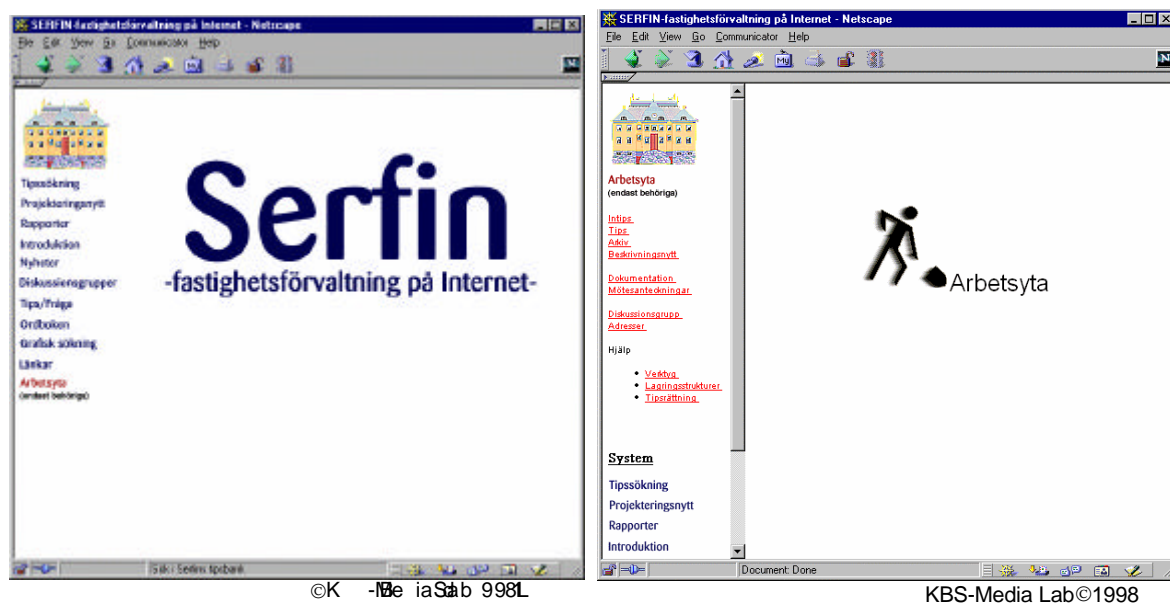 SERFIN-fastighetsförvaltning på Internet - Netscape
File Edit View Go Communicator Help
Tipssökning
Projekteringsnytt
Rapporter
Introduktion
Nyheter
Diskussionsgrupper
Tips/Fråga
Ordboken
Grafisk sökning
Länkar
Arbetsyta
(endast behöriga)
Serfin
-fastighetsförvaltning på Internet-
Sök i Serfins tipsbank
SERFIN-fastighetsförvaltning på Internet - Netscape
File Edit View Go Communicator Help
My
N
Arbetsyta
(endast behöriga)
Intips
Tips
Arkiv
Beskrivningsnytt
Dokumentation
Mötesanteckningar
Diskussionsgrupp
Adresser
Hjälp
Verktyg
Lagringsstrukturer
Tipsrättning
System
Tipssökning
Projekteringsnytt
Rapporter
Introduktion
Arbetsyta
Document: Done
KBS-Media Lab©1998